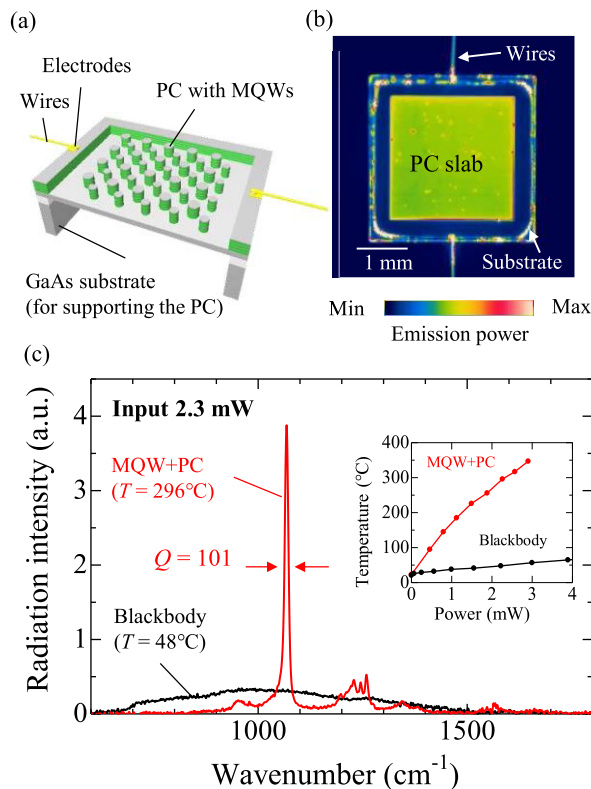 (a)
Electrodes
Wires
PC with MQWs
GaAs substrate
(for supporting the PC)
(b)
Wires
PC slab
1 mm
Substrate
Min
Max
Emission power
(c)
Input 2.3 mW
MQW+PC
(T = 296°C)
Q = 101
Blackbody
(T = 48°C)
Radiation intensity (a.u.)
4
3
2
1
0
1000
1500
Wavenumber (cm⁻¹)
Temperature (°C)
400
300
200
100
0
MQW+PC
Blackbody
0
1
2
3
4
Power (mW)